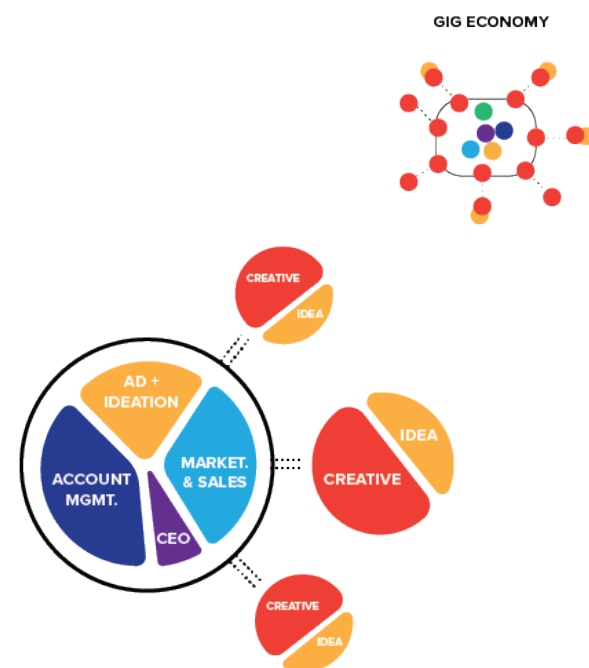 GIG ECONOMY
CREATIVE
IDEA
AD +
IDEATION
ACCOUNT
MGMT.
MARKET.
& SALES
CEO
CREATIVE
IDEA
CREATIVE
IDEA